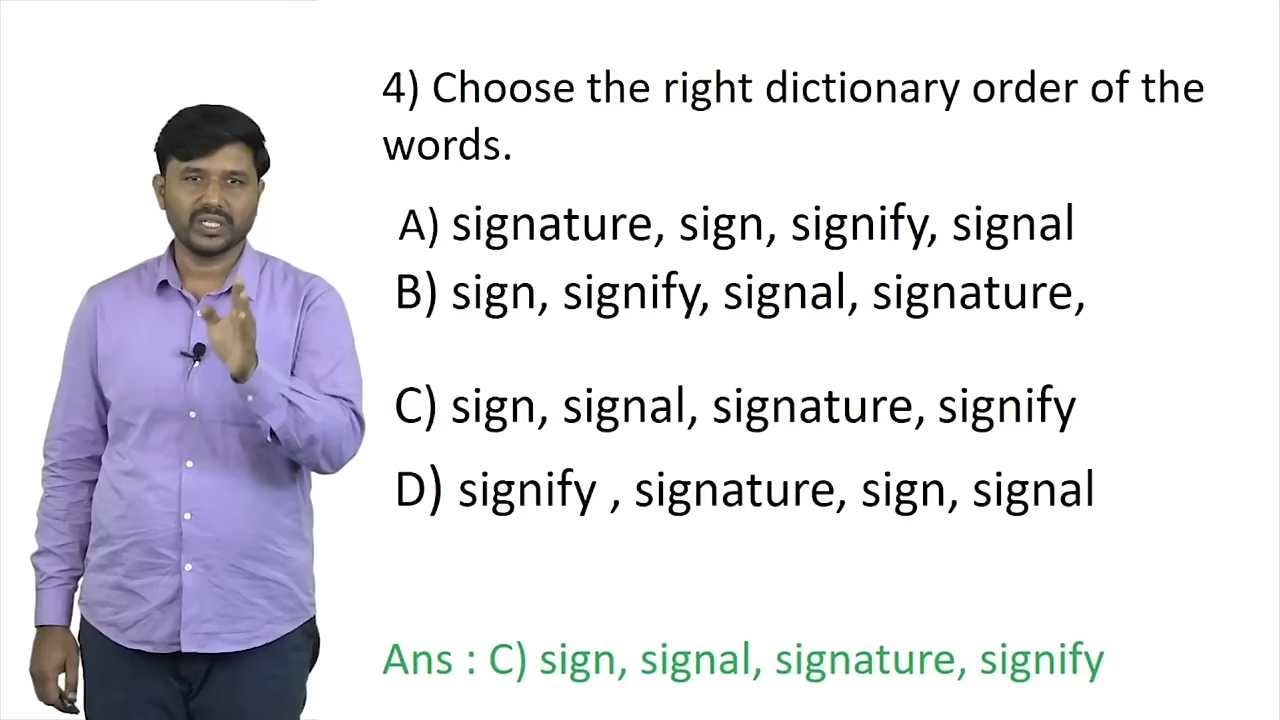 4) Choose the right dictionary order of the
words.
A) signature, sign, signify, signal
B) sign, signify, signal, signature,
C) sign, signal, signature, signify
D) signify , signature, sign, signal
Ans : C) sign, signal, signature, signify